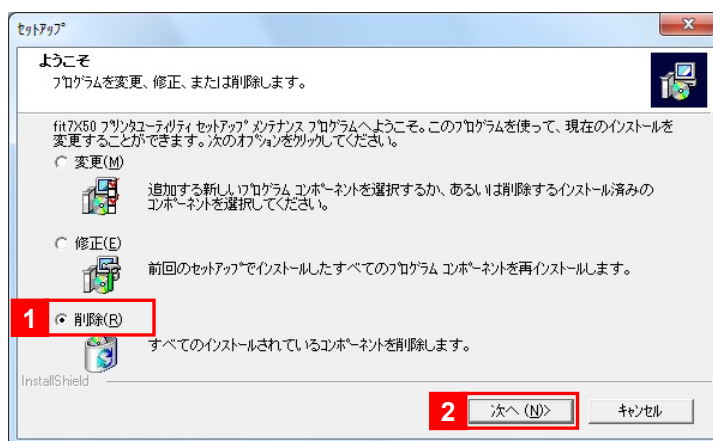 セットアップ
ようこそ
プログラムを変更、修正、または削除します。
fit7X50 プリンタユーティリティ セットアップ メンテナンス プログラムへようこそ。このプログラムを使って、現在のインストールを
変更することができます。次のオプションをクリックしてください。
変更(M)
追加する新しいプログラム コンポーネントを選択するか、あるいは削除するインストール済みの
コンポーネントを選択してください。
修正(E)
前回のセットアップでインストールしたすべてのプログラム コンポーネントを再インストールします。
1
削除(R)
すべてのインストールされているコンポーネントを削除します。
InstallShield
2
次へ (N)>
キャンセル